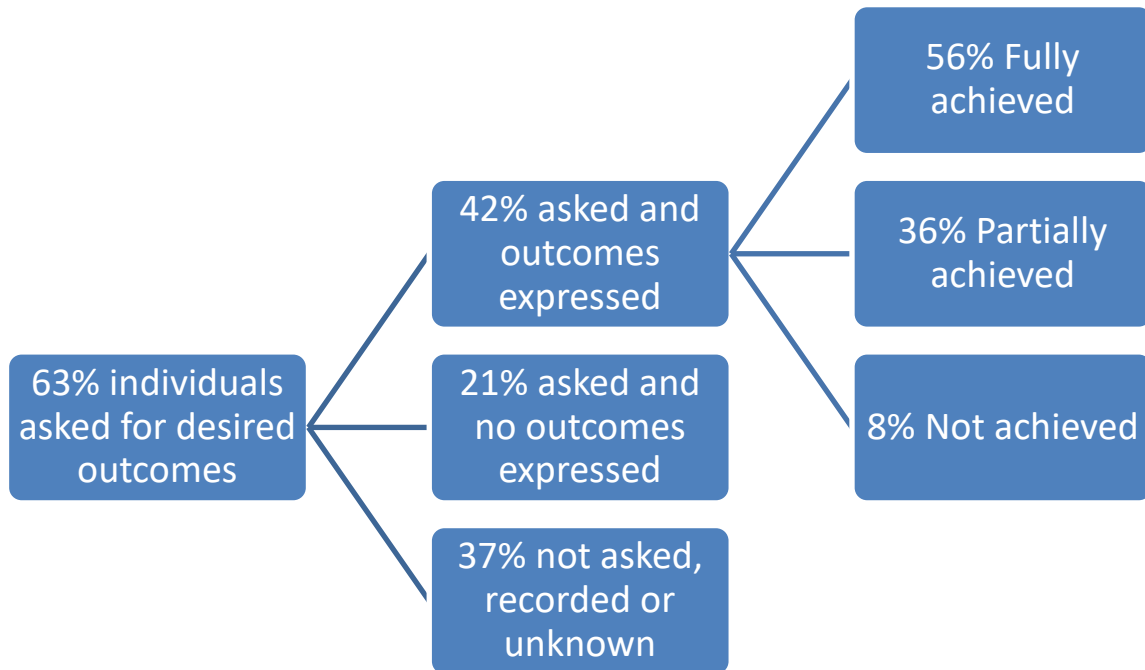 63% individuals
asked for desired
outcomes
42% asked and
outcomes
expressed
21% asked and
no outcomes
expressed
37% not asked,
recorded or
unknown
56% Fully
achieved
36% Partially
achieved
8% Not achieved